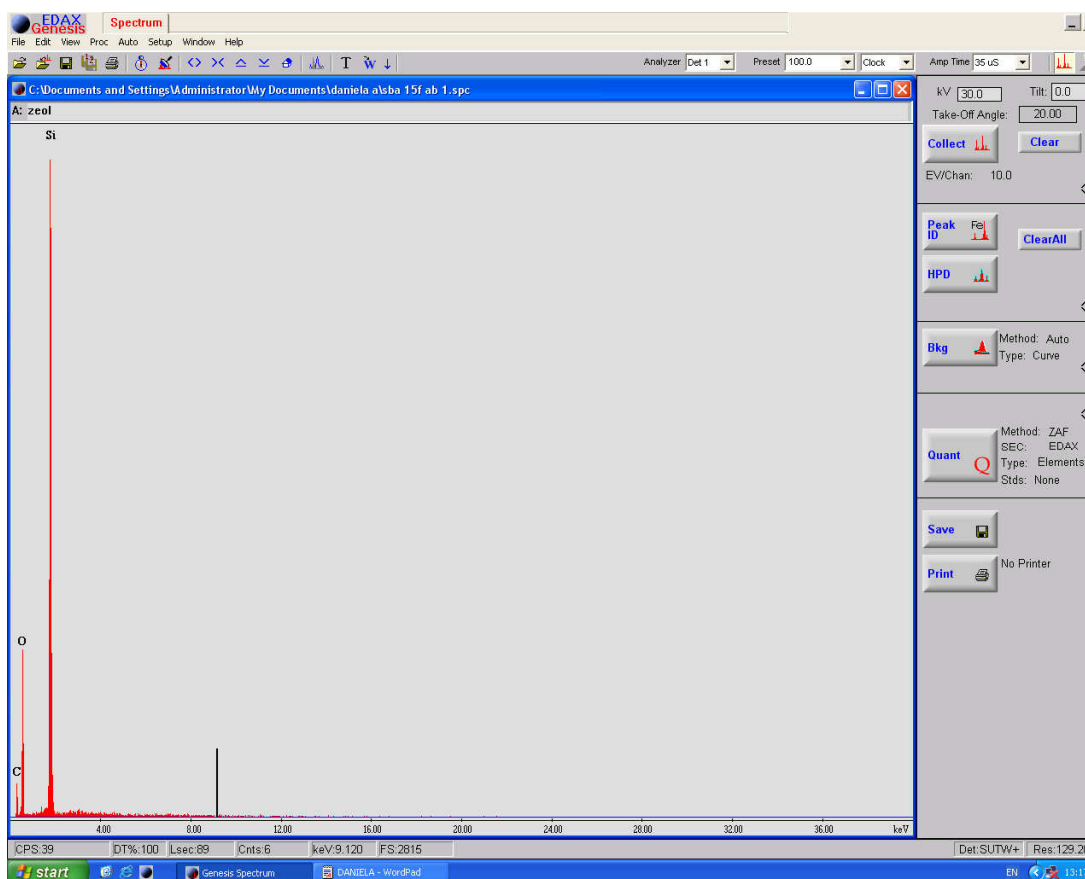 EDAX
Genesis
Spectrum
File Edit View Proc Auto Setup Window Help
Analyzer Det 1 Preset 100.0 Clock Amp Time 35 uS
C:\Documents and Settings\Administrator\My Documents\daniela a\sba 15f ab 1.spc
A: zeol
Si
O
C
4.00 8.00 12.00 16.00 20.00 24.00 28.00 32.00 36.00 keV
CPS:39 DT%:100 Lsec:89 Cnts:6 keV:9.120 FS:2815 Det:SUTW+
kV 30.0 Tilt: 0.0
Take-Off Angle: 20.00
Collect Clear
EV/Chan: 10.0
Peak ID Fe ClearAll
HPD
Bkg
Method: Auto
Type: Curve
Quant Q
Method: ZAF
SEC: EDAX
Type: Elements
Stds: None
Save
Print No Printer
start Genesis Spectrum DANIELA - WordPad EN